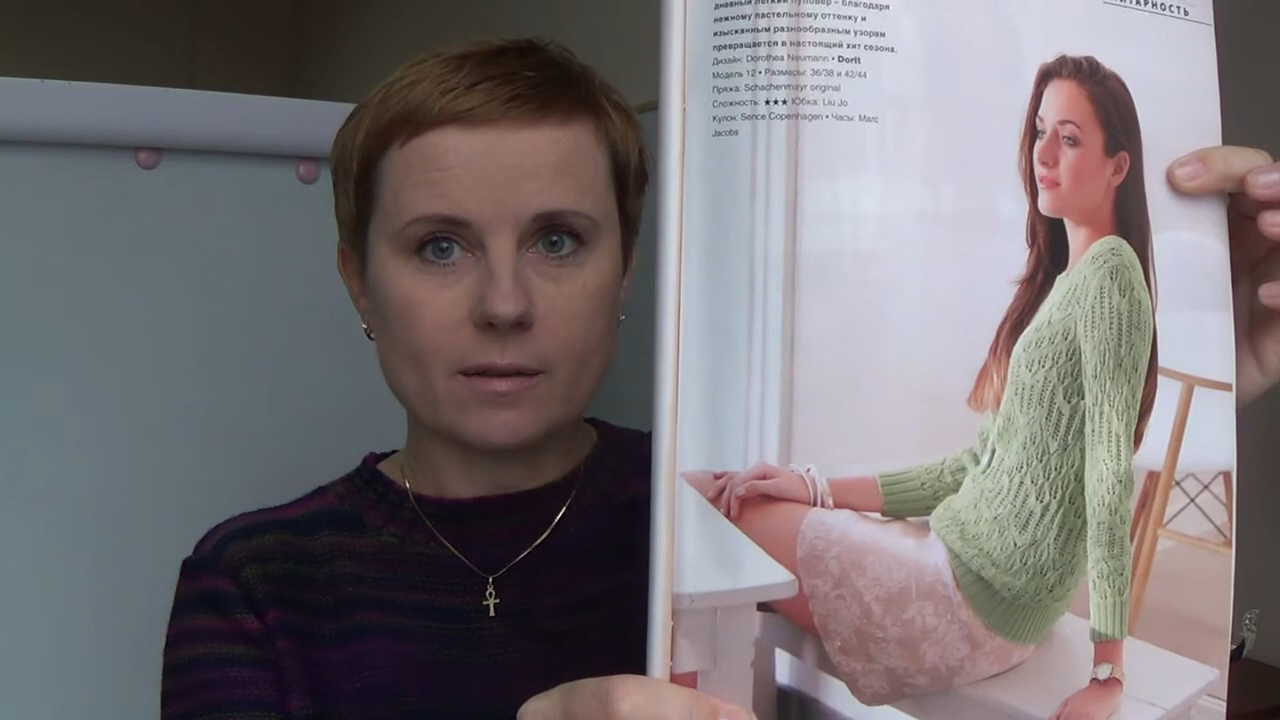 дневный легкий пуловер – благодаря
нежному пастельному оттенку и
изысканным разнообразным узорам
превращается в настоящий хит сезона.
Дизайн: Dorothea Neumann • Dorit
Модель 12 • Размеры: 36/38 и 42/44
Пряжа: Schachenmayr original
Сложность: ★★★ Юбка: Liu Jo
Кулон: Sence Copenhagen • Часы: Marc
Jacobs